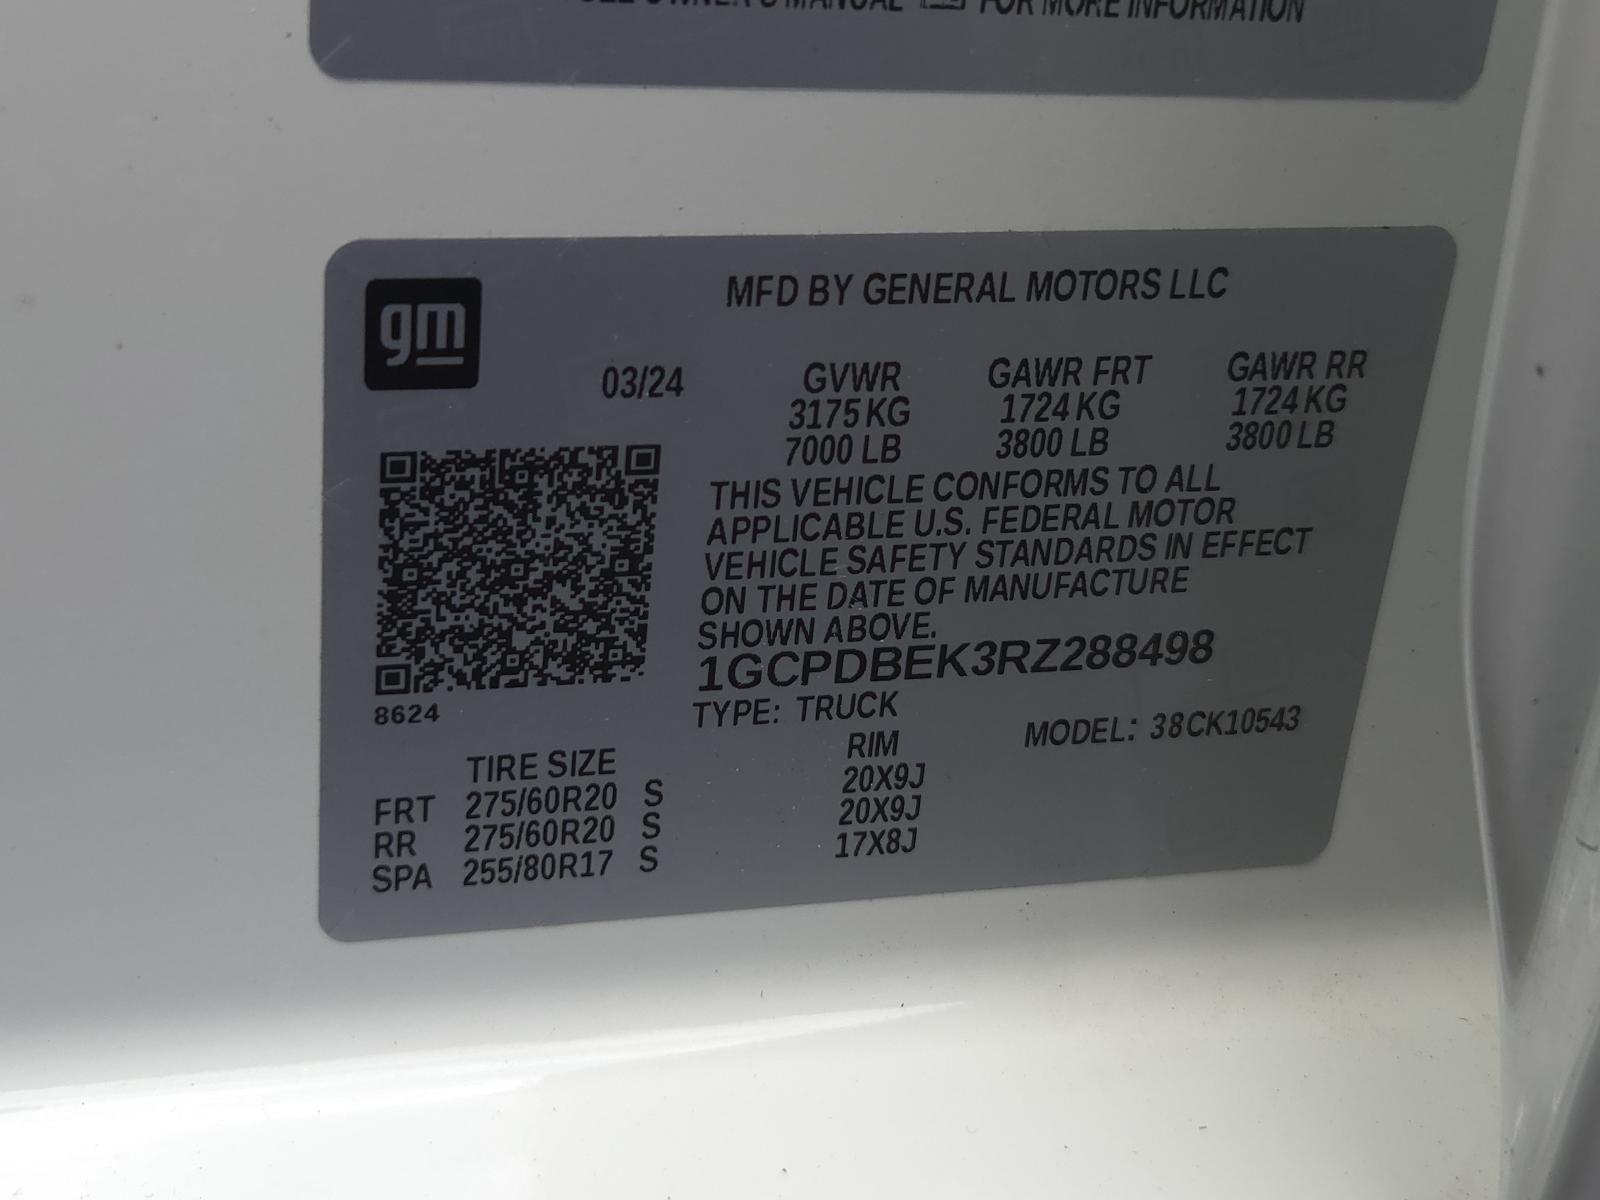 OWNER'S MANUAL FOR MORE INFORMATION
gm
MFD BY GENERAL MOTORS LLC
03/24 GVWR GAWR FRT GAWR RR
3175 KG 1724 KG 1724 KG
7000 LB 3800 LB 3800 LB
THIS VEHICLE CONFORMS TO ALL
APPLICABLE U.S. FEDERAL MOTOR
VEHICLE SAFETY STANDARDS IN EFFECT
ON THE DATE OF MANUFACTURE
SHOWN ABOVE.
1GCPDBEK3RZ288498
8624
TYPE: TRUCK MODEL: 38CK10543
TIRE SIZE RIM
FRT 275/60R20 S 20X9J
RR 275/60R20 S 20X9J
SPA 255/80R17 S 17X8J